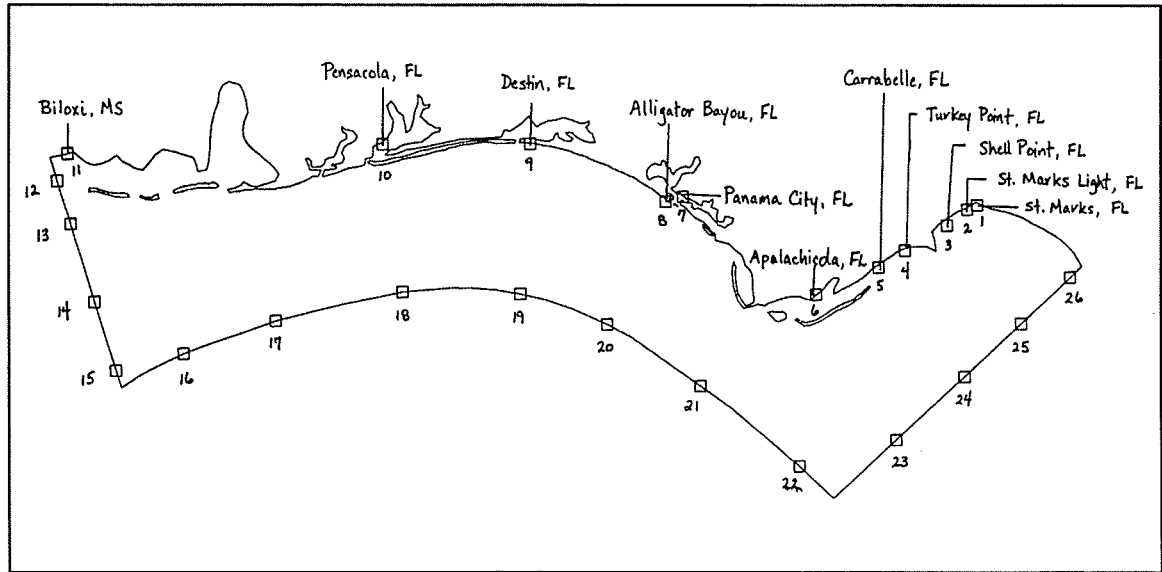 Pensacola, FL
Destin, FL
Carrabelle, FL
Biloxi, MS
Alligator Bayou, FL
Turkey Point, FL
Shell Point, FL
St. Marks Light, FL
Panama City, FL
St. Marks, FL
Apalachicola, FL
11
10
9
8
7
6
5
4
3
2
1
12
13
14
15
16
17
18
19
20
21
22
23
24
25
26